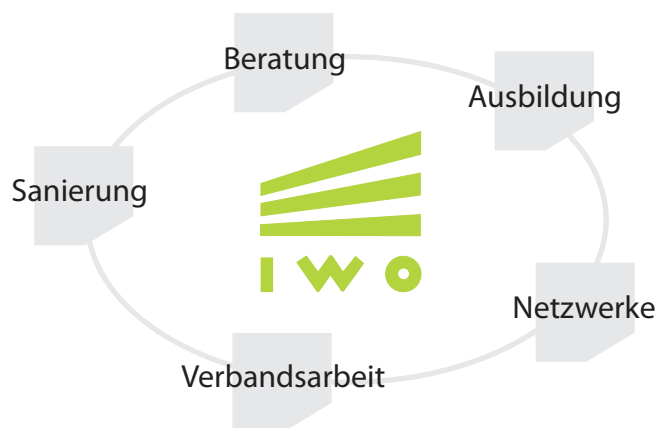 Beratung
Ausbildung
Sanierung
IWO
Netzwerke
Verbandsarbeit